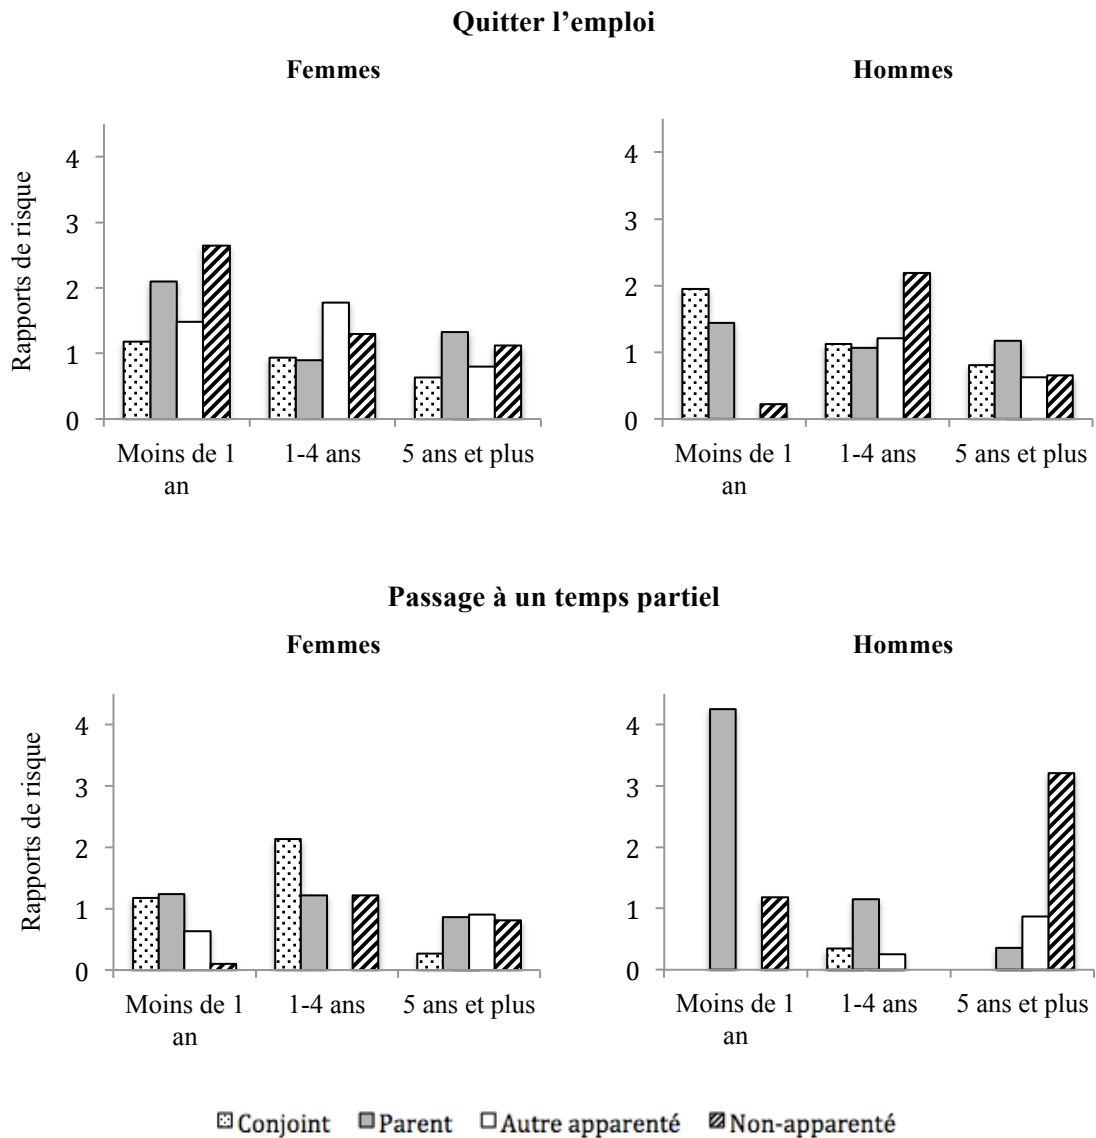 Quitter l’emploi
Femmes
Hommes
Rapports de risque
4
3
2
1
0
Moins de 1 an
1-4 ans
5 ans et plus
4
3
2
1
0
Moins de 1 an
1-4 ans
5 ans et plus
Passage à un temps partiel
Femmes
Hommes
Rapports de risque
4
3
2
1
0
Moins de 1 an
1-4 ans
5 ans et plus
4
3
2
1
0
Moins de 1 an
1-4 ans
5 ans et plus
Conjoint Parent Autre apparenté Non-apparenté